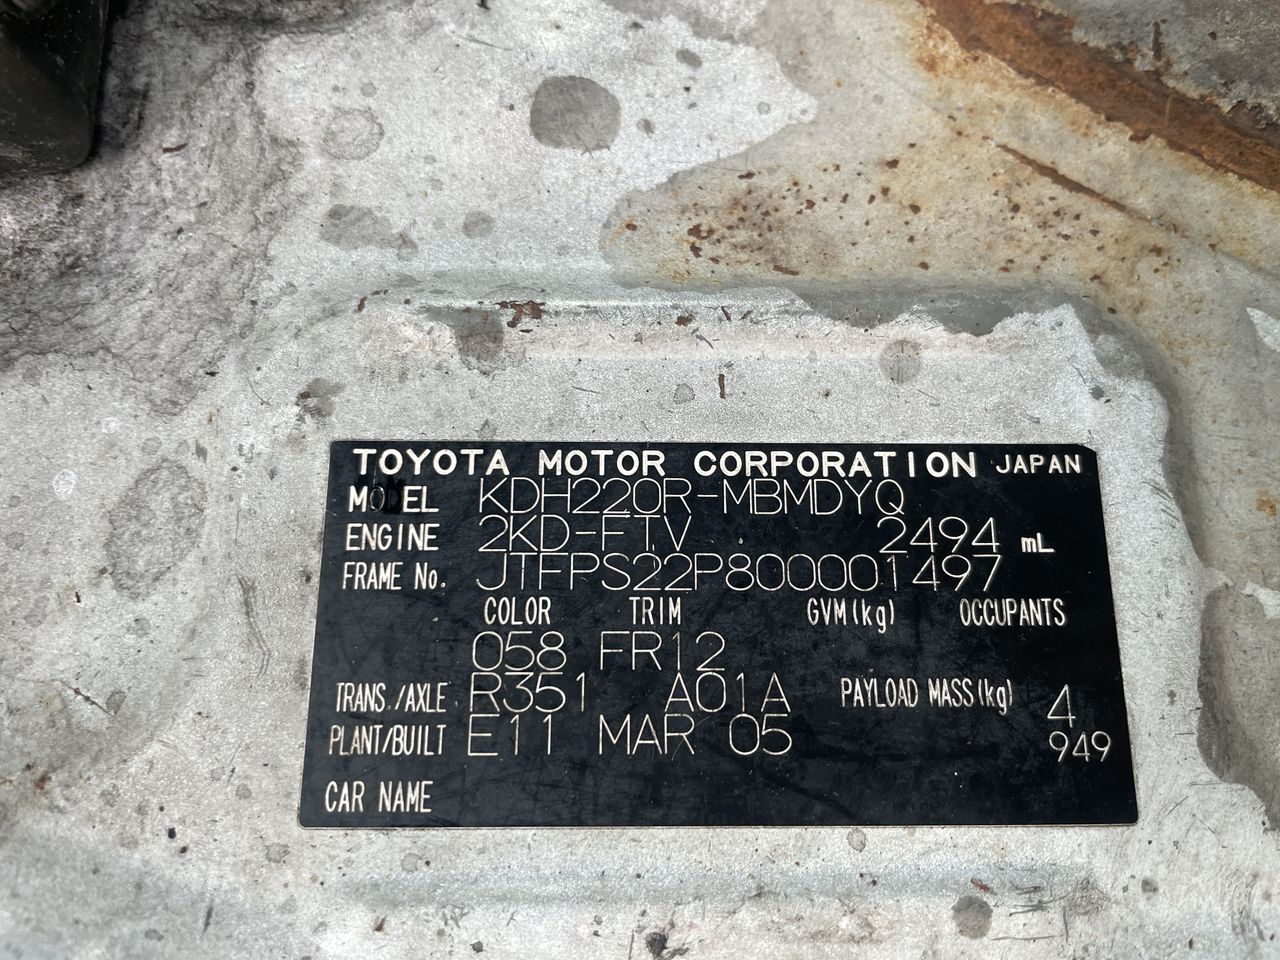 TOYOTA MOTOR CORPORATION JAPAN
MODEL KDH220R-MBMDYQ
ENGINE 2KD-FTV 2494 mL
FRAME No. JTFPS22P800001497
COLOR TRIM GVM(kg) OCCUPANTS
058 FR12
TRANS./AXLE R351 A01A PAYLOAD MASS(kg) 4
PLANT/BUILT E11 MAR 05 949
CAR NAME